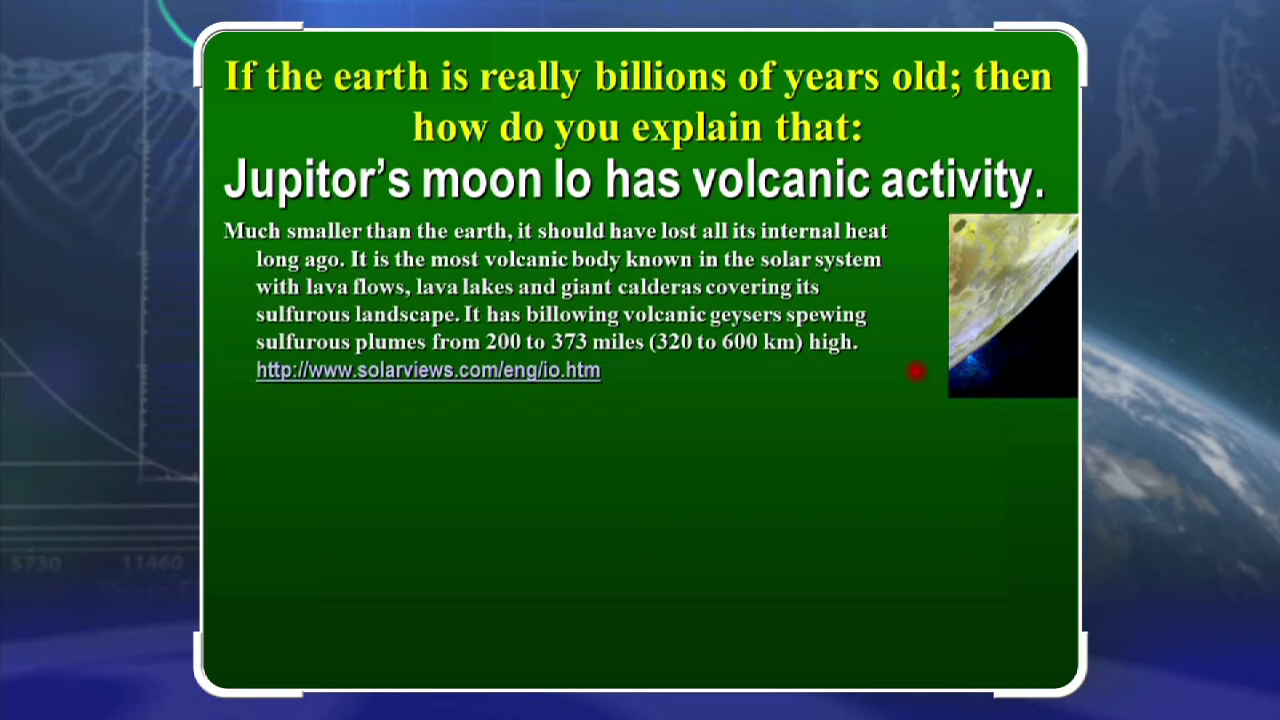 If the earth is really billions of years old; then
how do you explain that:
Jupitor's moon Io has volcanic activity.
Much smaller than the earth, it should have lost all its internal heat
long ago. It is the most volcanic body known in the solar system
with lava flows, lava lakes and giant calderas covering its
sulfurous landscape. It has billowing volcanic geysers spewing
sulfurous plumes from 200 to 373 miles (320 to 600 km) high.
http://www.solarviews.com/eng/io.htm
5730 11460